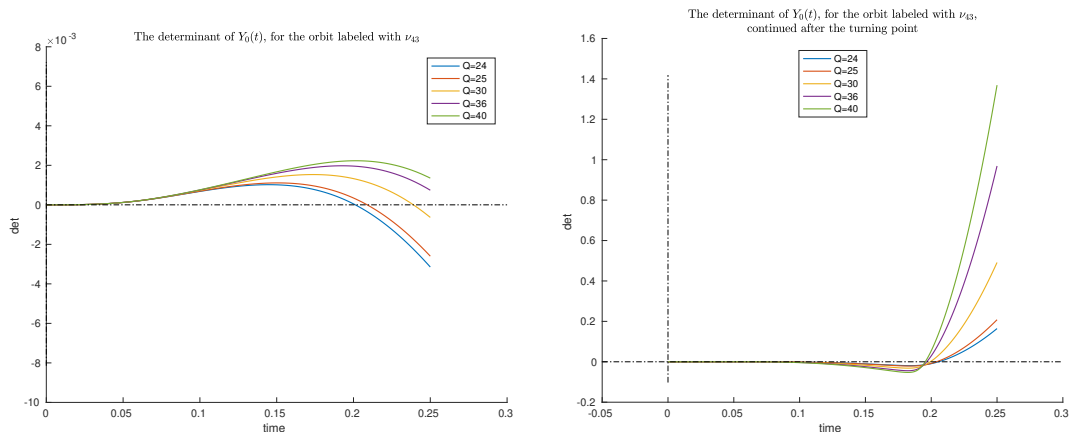 The determinant of Y₀(t), for the orbit labeled with ν₄₃
×10⁻³
8
6
4
2
0
-2
-4
-6
-8
-10
det
0 0.05 0.1 0.15 0.2 0.25 0.3
time
Q=24
Q=25
Q=30
Q=36
Q=40
The determinant of Y₀(t), for the orbit labeled with ν₄₃,
continued after the turning point
1.6
1.4
1.2
1
0.8
0.6
0.4
0.2
0
-0.2
det
-0.05 0 0.05 0.1 0.15 0.2 0.25 0.3
time
Q=24
Q=25
Q=30
Q=36
Q=40